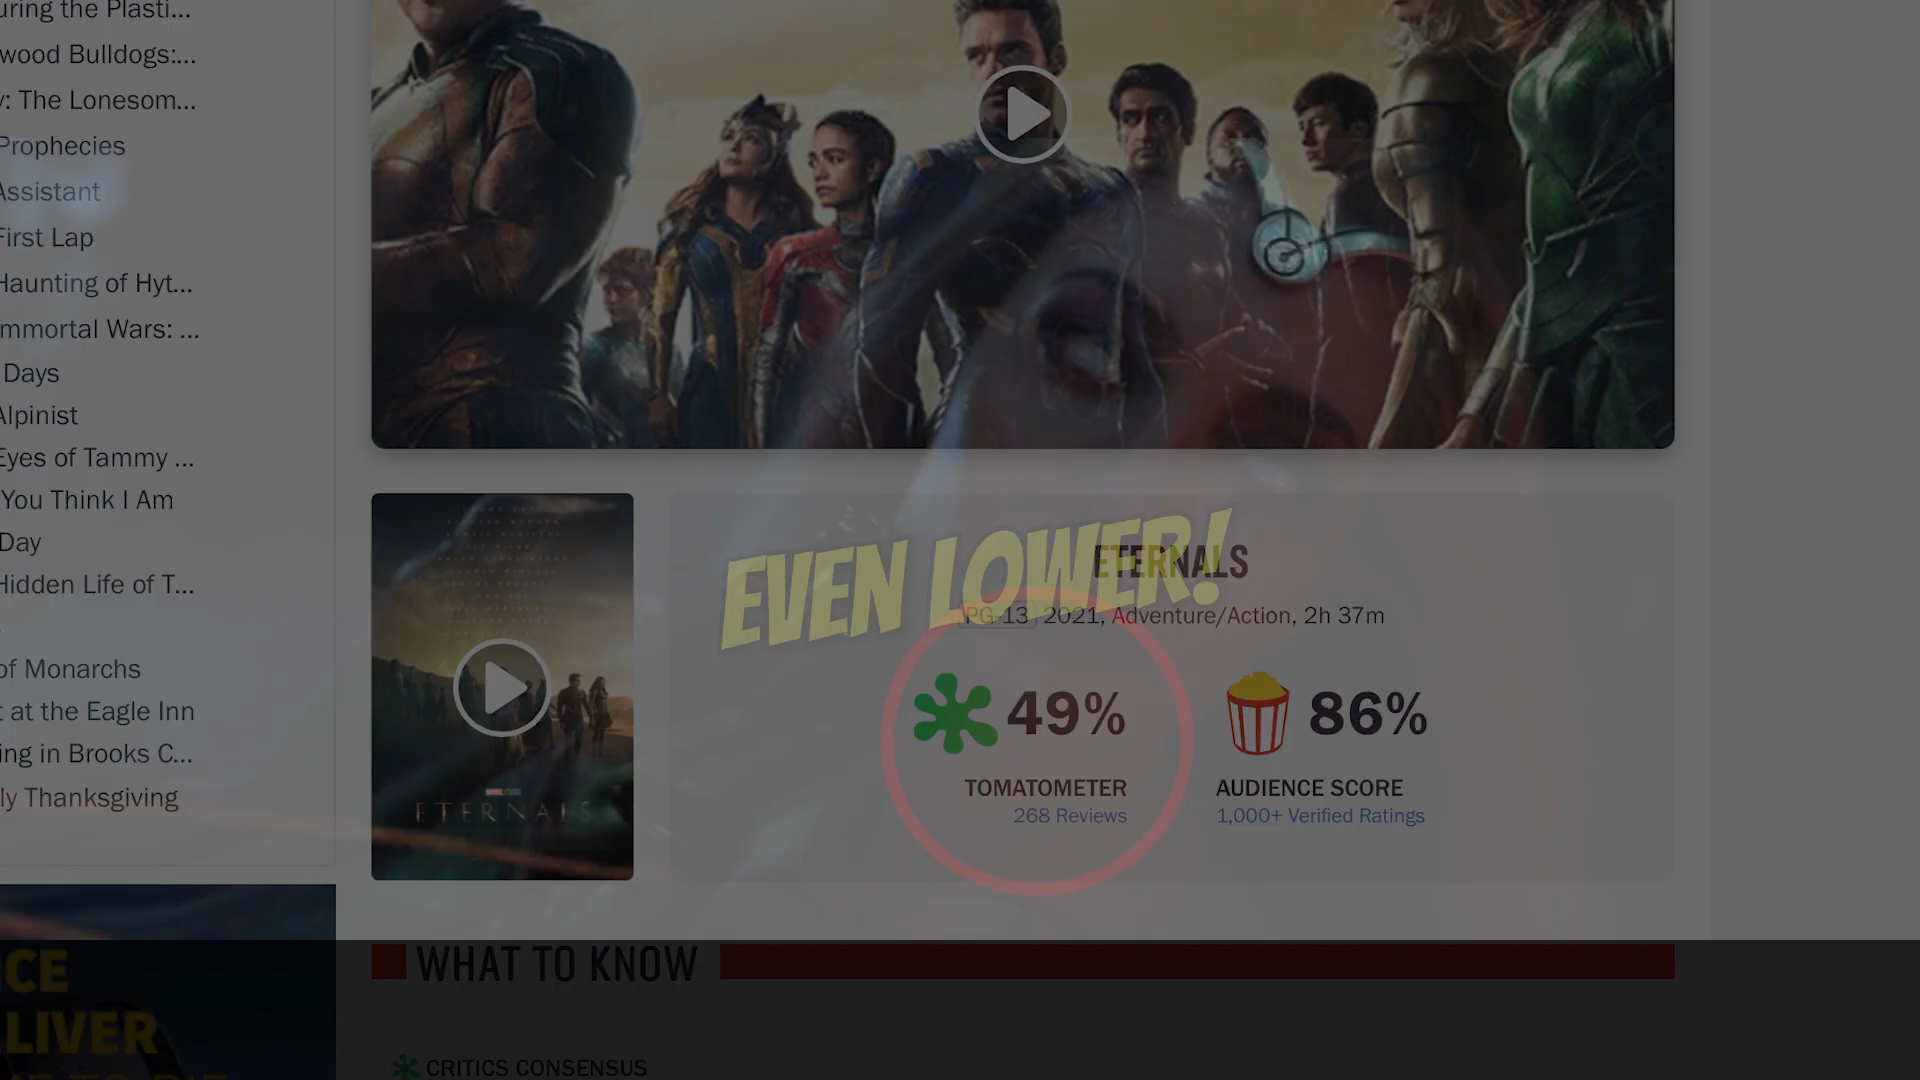 uring the Plasti...
wood Bulldogs:...
y: The Lonesom...
Prophecies
Assistant
First Lap
Haunting of Hyt...
mmortal Wars: ...
Days
Alpinist
Eyes of Tammy ...
You Think I Am
Day
Hidden Life of T...
of Monarchs
t at the Eagle Inn
ing in Brooks C...
ly Thanksgiving
ICE
LIVER
MARVEL STUDIOS
ETERNALS
EVEN LOWER!
ETERNALS
PG-13 2021, Adventure/Action, 2h 37m
49%
TOMATOMETER
268 Reviews
86%
AUDIENCE SCORE
1,000+ Verified Ratings
WHAT TO KNOW
CRITICS CONSENSUS